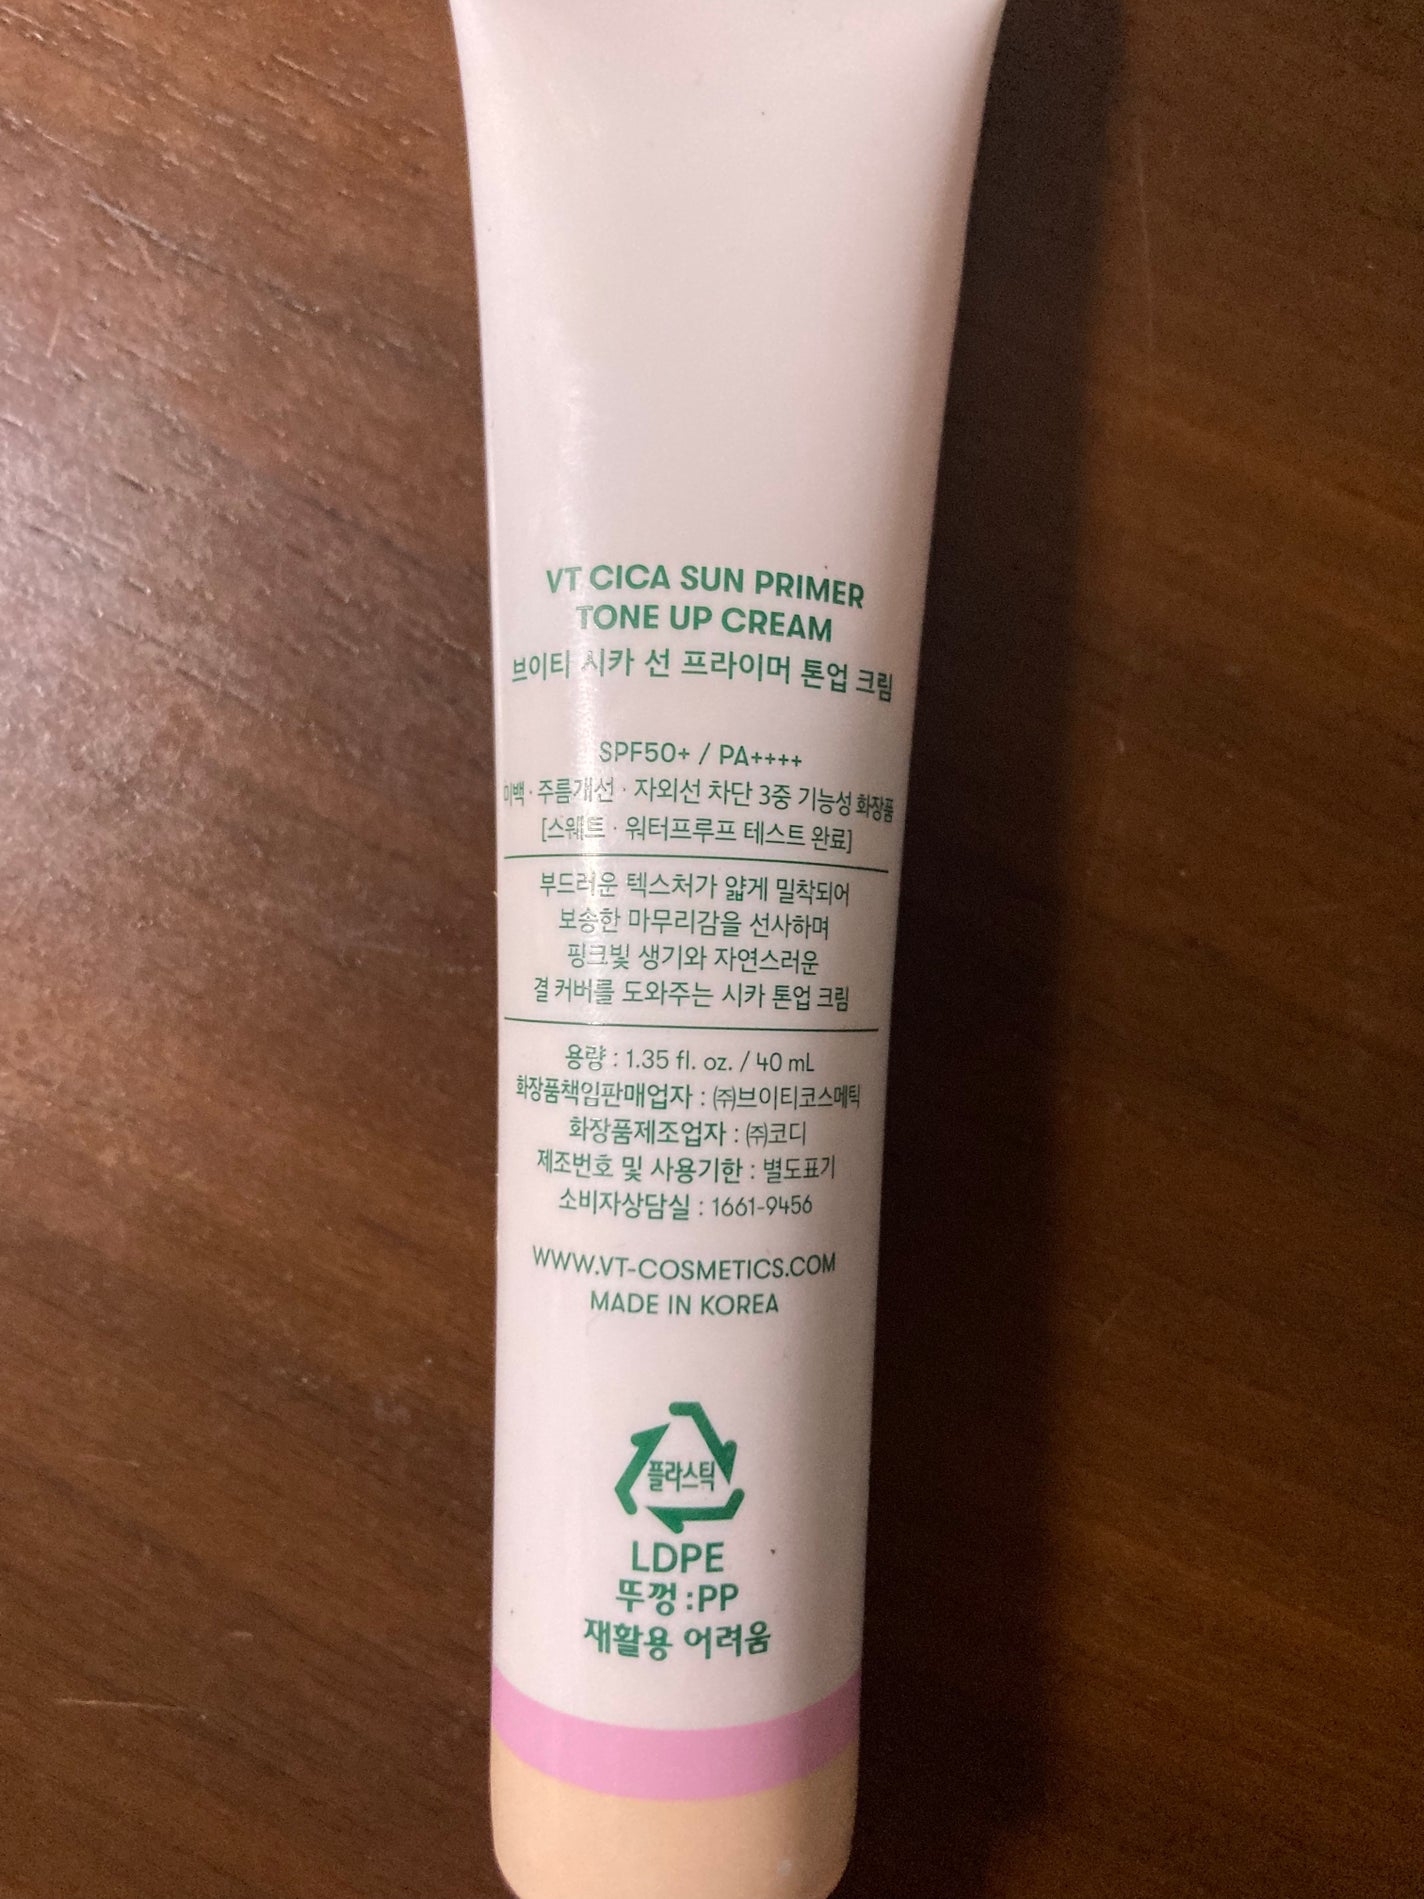 VT CICA SUN PRIMER
TONE UP CREAM
브이티 시카 선 프라이머 톤업 크림
SPF50+ / PA++++
미백 · 주름개선 · 자외선 차단 3중 기능성 화장품
[스웨트 · 워터프루프 테스트 완료]
부드러운 텍스처가 얇게 밀착되어
보송한 마무리감을 선사하며
핑크빛 생기와 자연스러운
결 커버를 도와주는 시카 톤업 크림
용량 : 1.35 fl. oz. / 40 mL
화장품책임판매업자 : ㈜브이티코스메틱
화장품제조업자 : ㈜코디
제조번호 및 사용기한 : 별도표기
소비자상담실 : 1661-9456
WWW.VT-COSMETICS.COM
MADE IN KOREA
플라스틱
LDPE
뚜껑 : PP
재활용 어려움